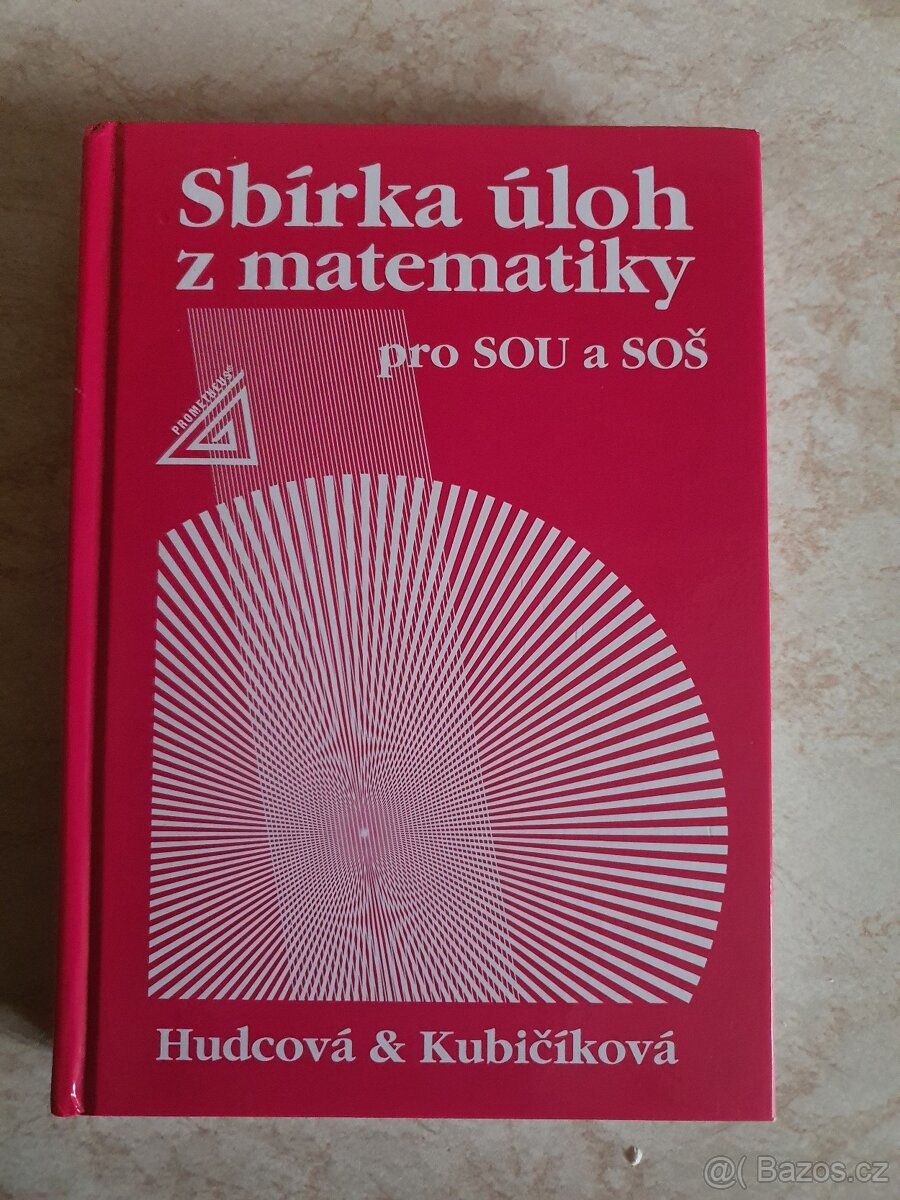 Sbírka úloh
z matematiky
pro SOU a SOŠ
PROMETHEUS®
Hudcová & Kubičíková
@( Bazos.cz